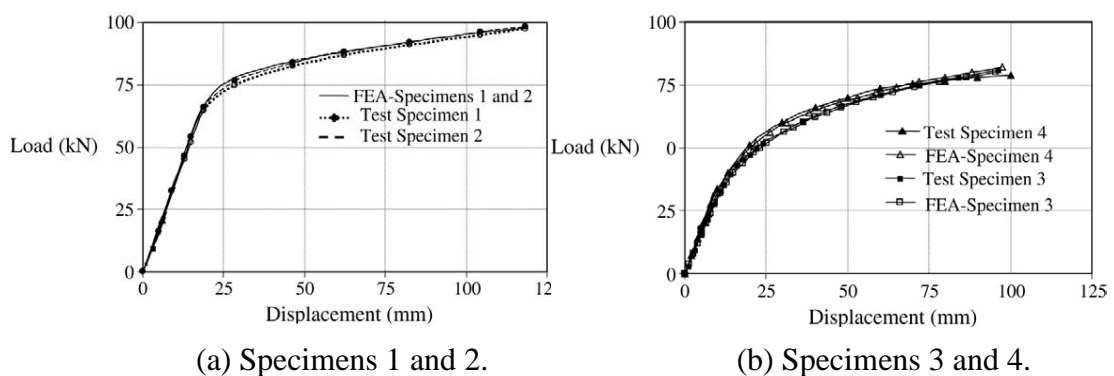 100
75
50
25
0
Load (kN)
FEA-Specimens 1 and 2
Test Specimen 1
Test Specimen 2
0 25 50 75 100 12
Displacement (mm)
(a) Specimens 1 and 2.
100
75
0
25
0
Load (kN)
Test Specimen 4
FEA-Specimen 4
Test Specimen 3
FEA-Specimen 3
0 25 50 75 100 125
Displacement (mm)
(b) Specimens 3 and 4.